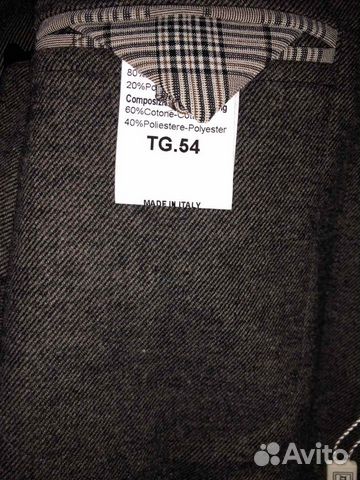 80%
20%Po
Composiz
60%Cotone-Cott
40%Poliestere-Polyester
TG.54
MADE IN ITALY
Avito